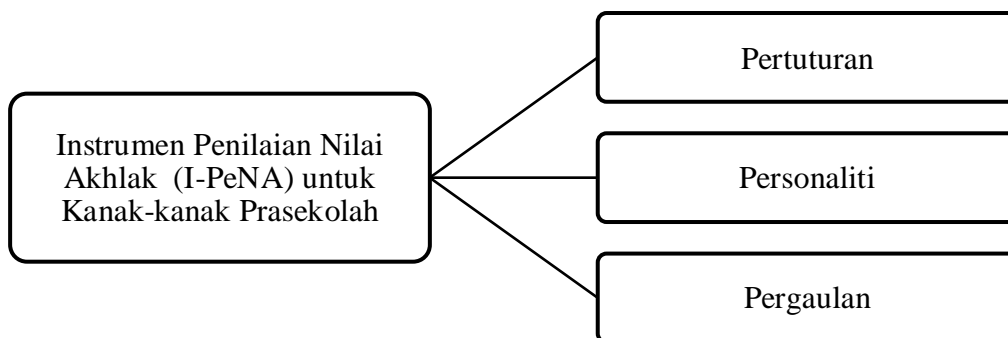 Instrumen Penilaian Nilai
Akhlak (I-PeNA) untuk
Kanak-kanak Prasekolah
Pertuturan
Personaliti
Pergaulan